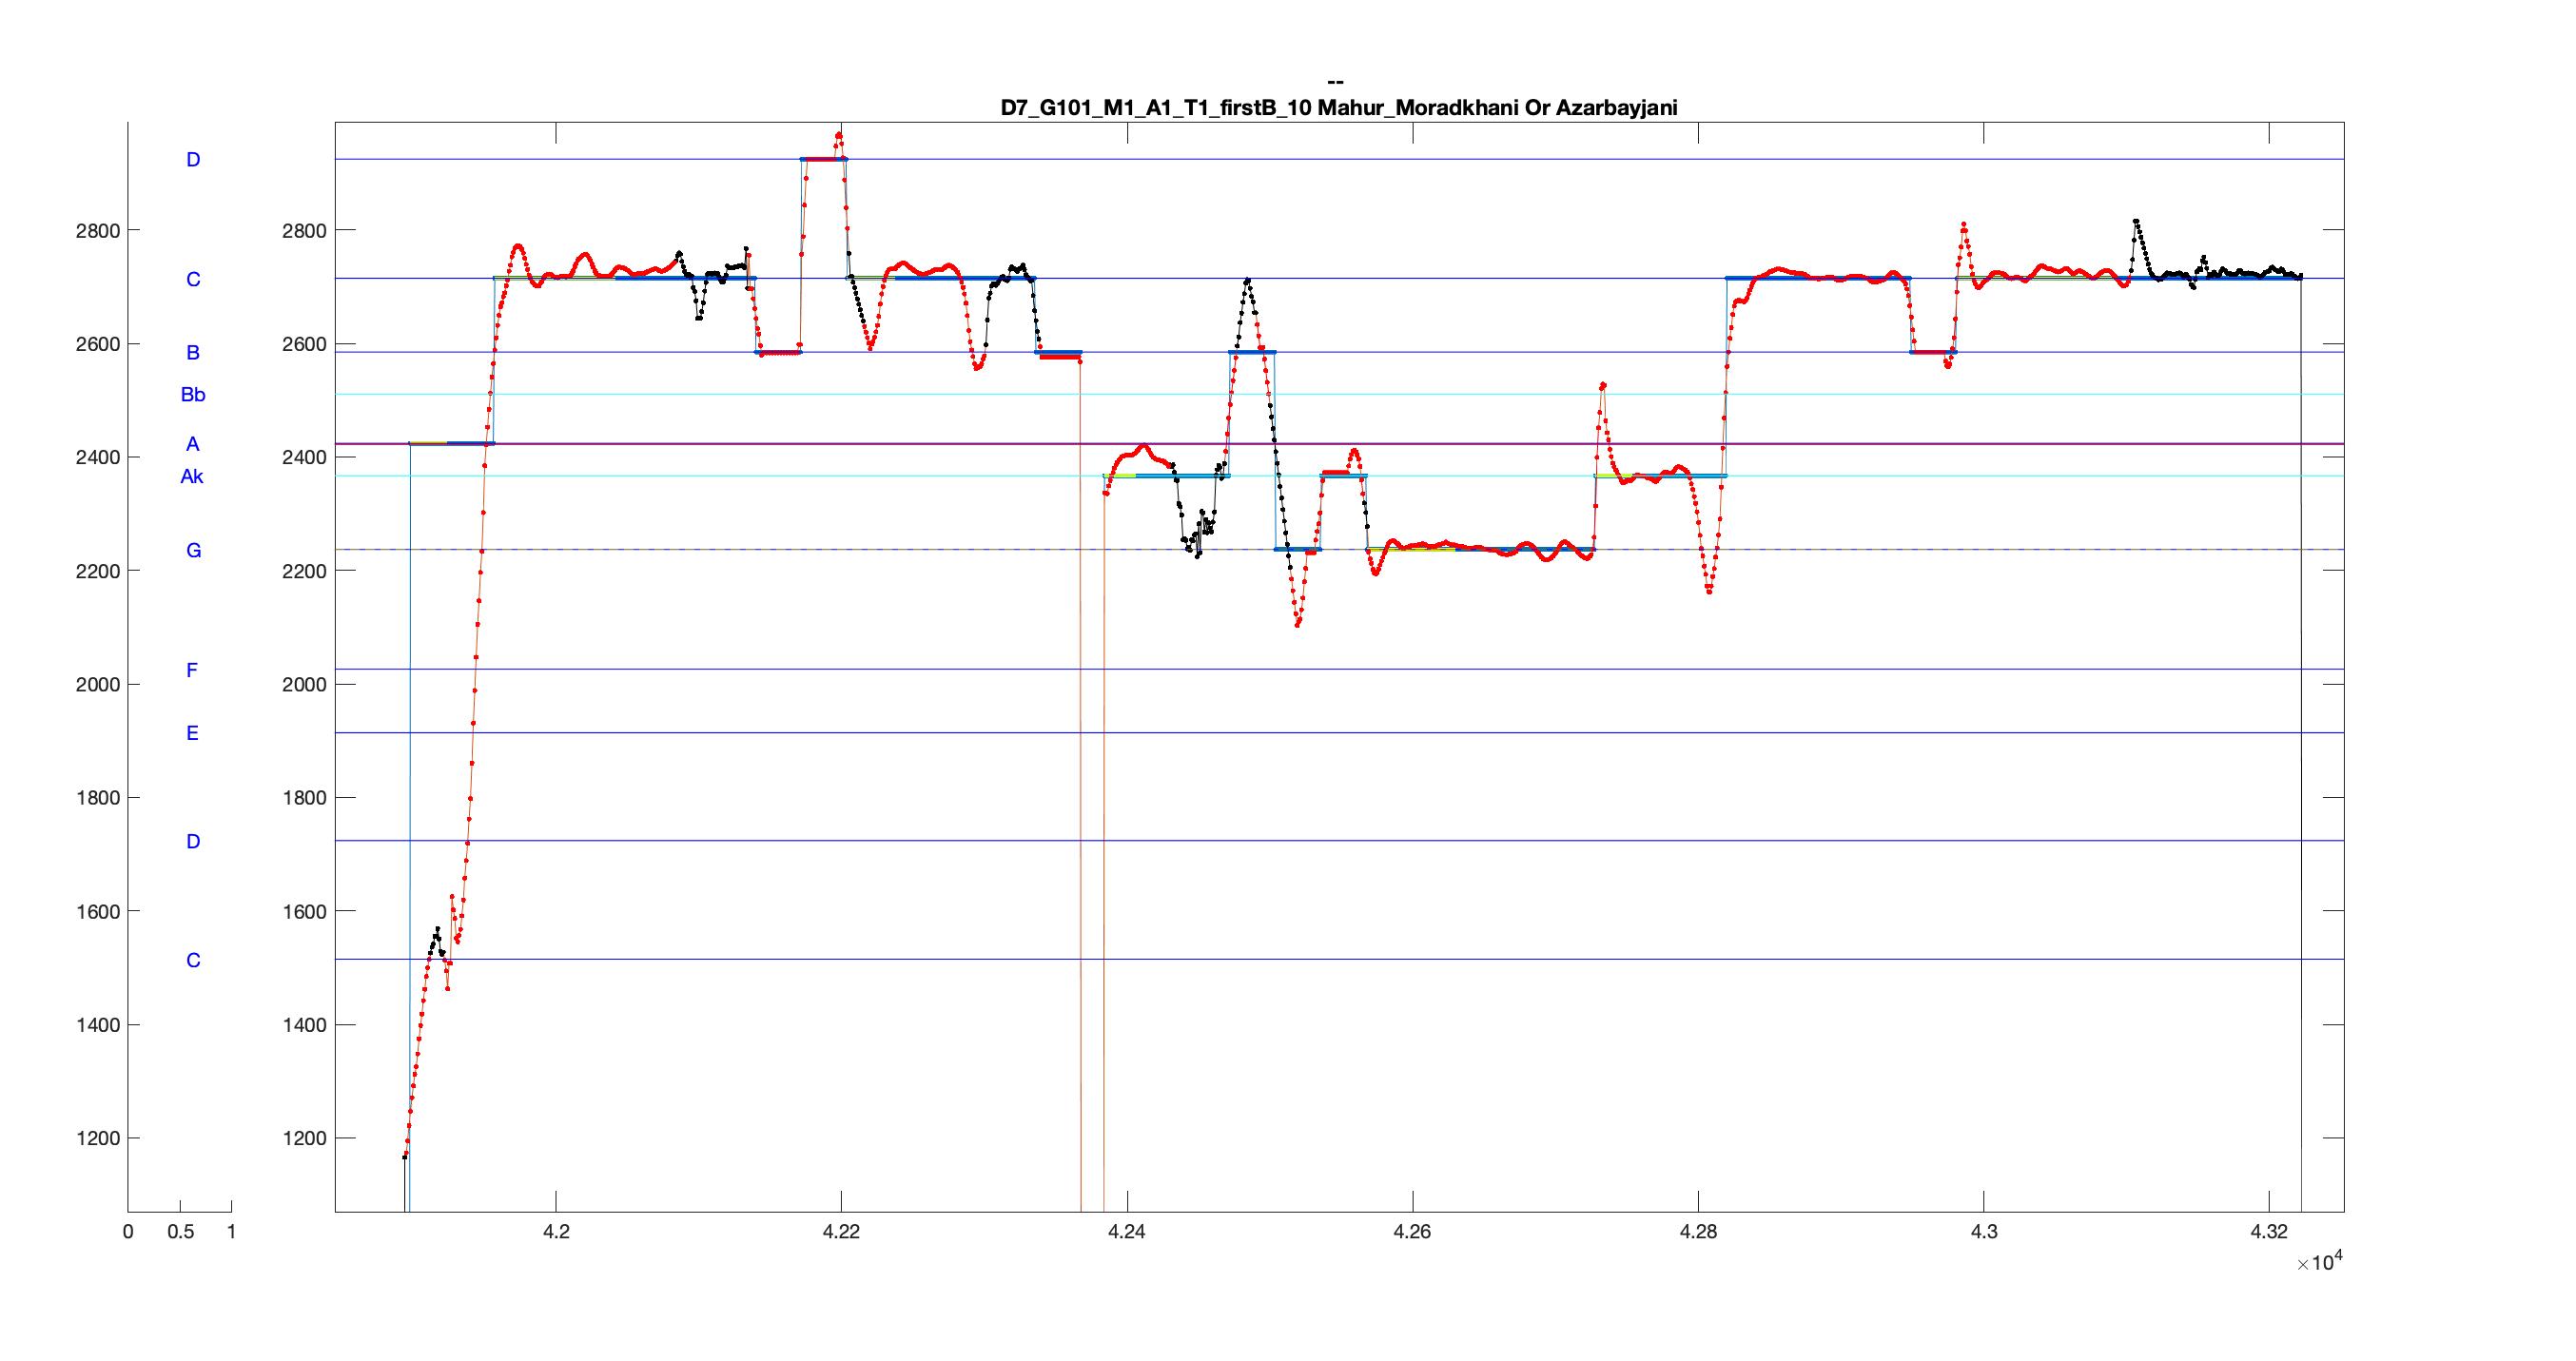 --
D7_G101_M1_A1_T1_firstB_10 Mahur_Moradkhani Or Azarbayjani
D
2800 2800
C
2600 B 2600
Bb
A
2400 2400
Ak
G
2200 2200
F
2000 2000
E
1800 1800
D
1600 1600
C
1400 1400
1200 1200
0 0.5 1 4.2 4.22 4.24 4.26 4.28 4.3 4.32
×10⁴